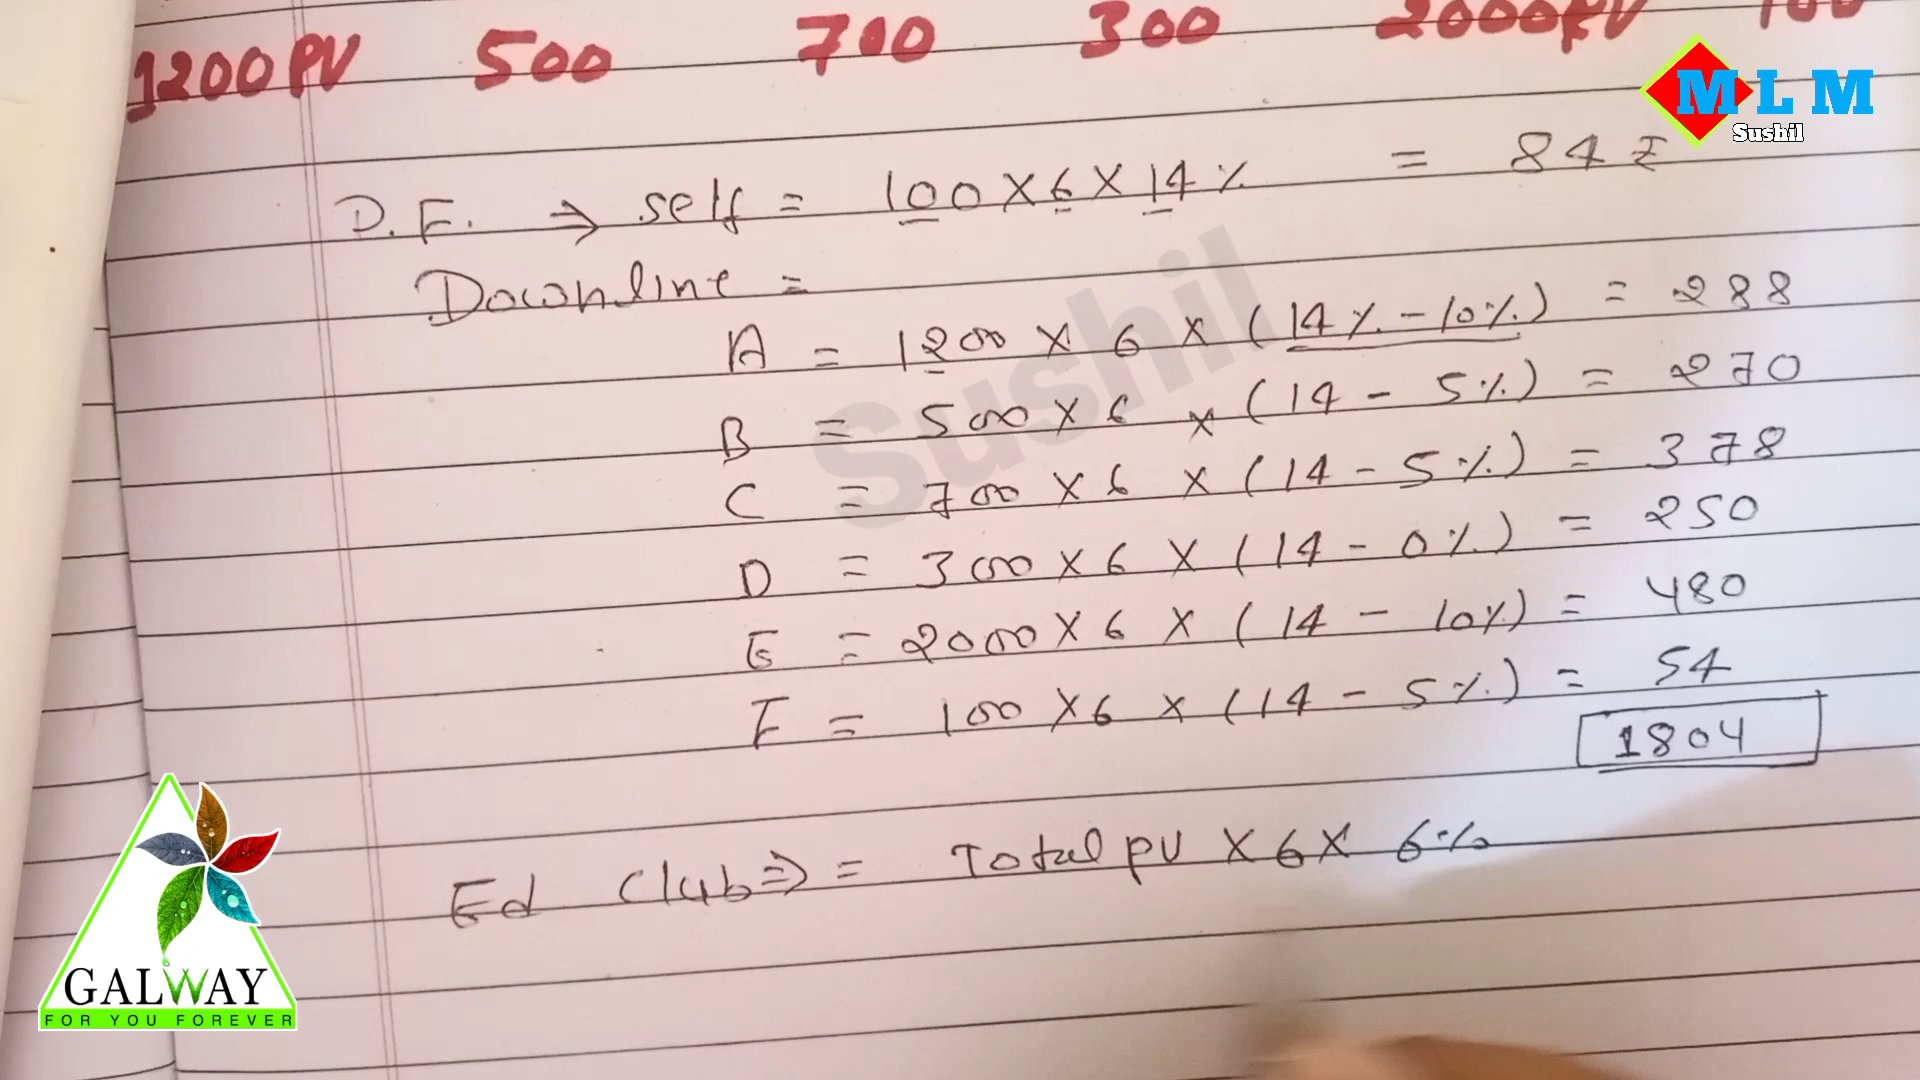 1200 PV 500 700 300 2000PV 100
MLM
Sushil
D.F. ⇒ self = 100 X 6 X 14% = 84 ₹
Downline =
A = 1200 X 6 X (14% - 10%) = 288
B = 500 X 6 X (14 - 5%) = 270
C = 700 X 6 X (14 - 5%) = 378
D = 300 X 6 X (14 - 0%) = 250
E = 2000 X 6 X (14 - 10%) = 480
F = 100 X 6 X (14 - 5%) = 54
1804
Ed Club ⇒ = Total PV X 6 X 6%
Sushil
GALWAY
FOR YOU FOREVER